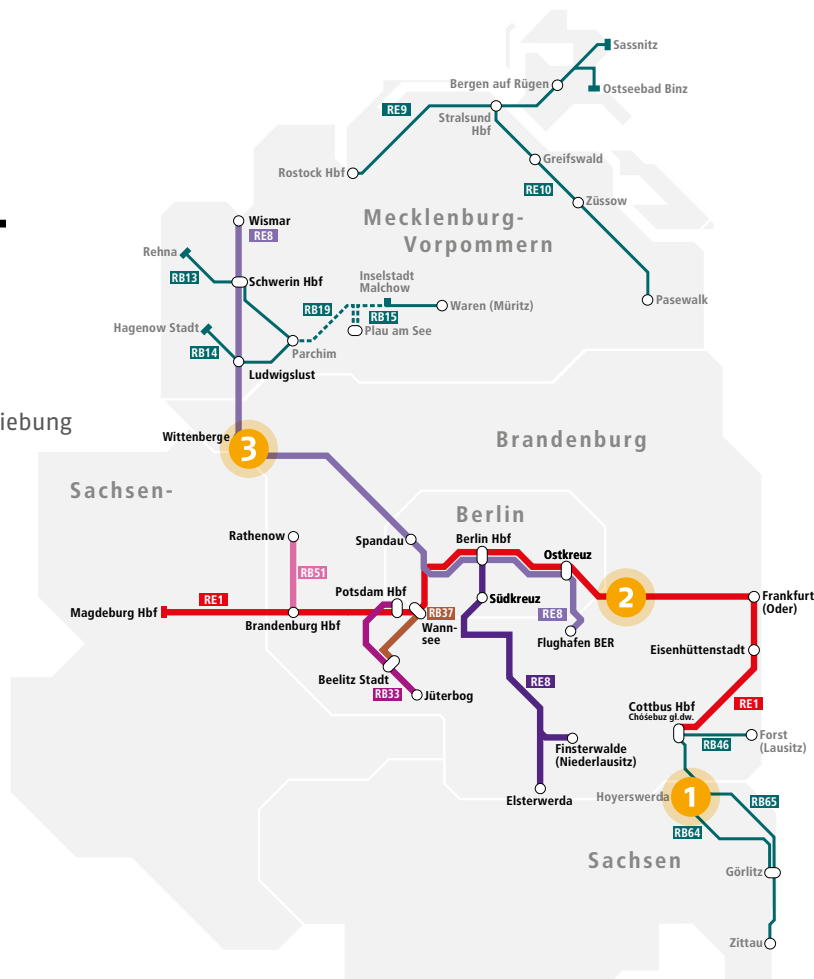 Sassnitz
Bergen auf Rügen
Ostseebad Binz
RE9
Stralsund
Hbf
Greifswald
Rostock Hbf
RE10
Züssow
Mecklenburg-
Vorpommern
Wismar
RE8
Rehna
RB13
Schwerin Hbf
Inselstadt
Malchow
RB19
RB15
Waren (Müritz)
Pasewalk
Hagenow Stadt
Plau am See
RB14
Parchim
Ludwigslust
iebung
Wittenberge
3
Brandenburg
Sachsen-
Berlin
Rathenow
Spandau
Berlin Hbf
Ostkreuz
RB51
Potsdam Hbf
Südkreuz
2
Frankfurt
(Oder)
RE1
Magdeburg Hbf
Brandenburg Hbf
RB37
Wann-
see
RE8
Flughafen BER
Eisenhüttenstadt
Beelitz Stadt
RB33
Jüterbog
RE8
RE1
Cottbus Hbf
Chóśebuz gł.dw.
Forst
(Lausitz)
RB46
Finsterwalde
(Niederlausitz)
Elsterwerda
Hoyerswerda
1
RB65
RB64
Sachsen
Görlitz
Zittau